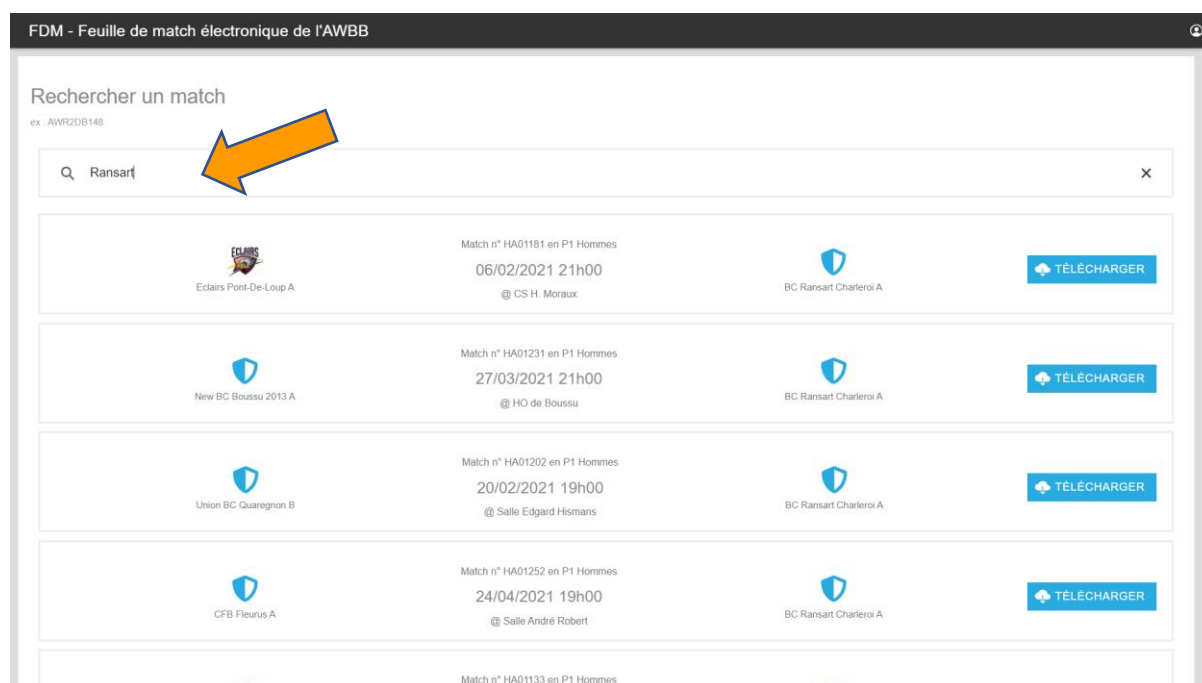 FDM - Feuille de match électronique de l'AWBB
Rechercher un match
ex : AWR2DB148
Ransart
ECLAIRS
Match n° HA01181 en P1 Hommes
06/02/2021 21h00
@ CS H. Moraux
Eclairs Pont-De-Loup A
BC Ransart Charleroi A
TÉLÉCHARGER
Match n° HA01231 en P1 Hommes
27/03/2021 21h00
@ HO de Boussu
New BC Boussu 2013 A
BC Ransart Charleroi A
TÉLÉCHARGER
Match n° HA01202 en P1 Hommes
20/02/2021 19h00
@ Salle Edgard Hismans
Union BC Quaregnon B
BC Ransart Charleroi A
TÉLÉCHARGER
Match n° HA01252 en P1 Hommes
24/04/2021 19h00
@ Salle André Robert
CFB Fleurus A
BC Ransart Charleroi A
TÉLÉCHARGER
Match n° HA01133 en P1 Hommes